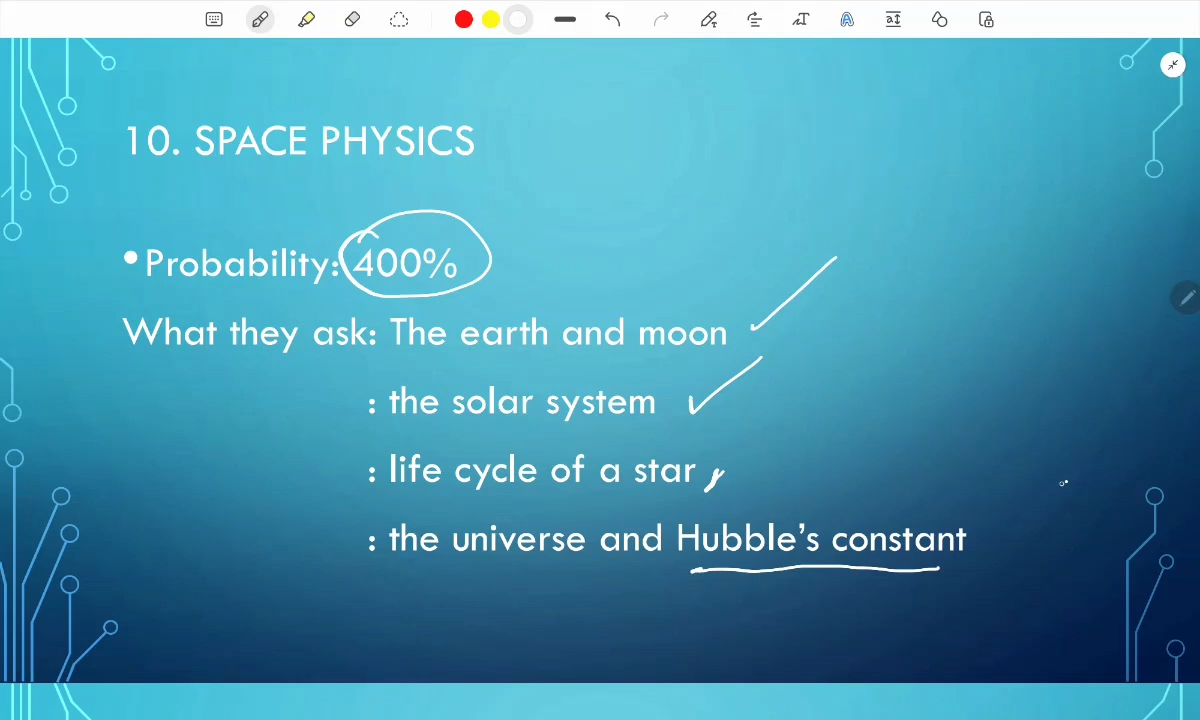 10. SPACE PHYSICS
• Probability: 400%
What they ask: The earth and moon
: the solar system
: life cycle of a star
: the universe and Hubble's constant